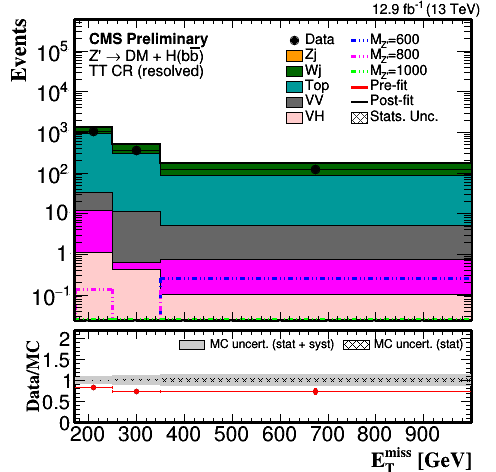 12.9 fb⁻¹ (13 TeV)
Events
CMS Preliminary
Z' → DM + H(bb̅)
TT CR (resolved)
Data
Zj
Wj
Top
VV
VH
M_Z'=600
M_Z'=800
M_Z'=1000
Pre-fit
Post-fit
Stats. Unc.
10⁵
10⁴
10³
10²
10
1
10⁻¹
Data/MC
MC uncert. (stat + syst)
MC uncert. (stat)
2
1.5
1
0.5
0
200 300 400 500 600 700 800 900
E_T^miss [GeV]